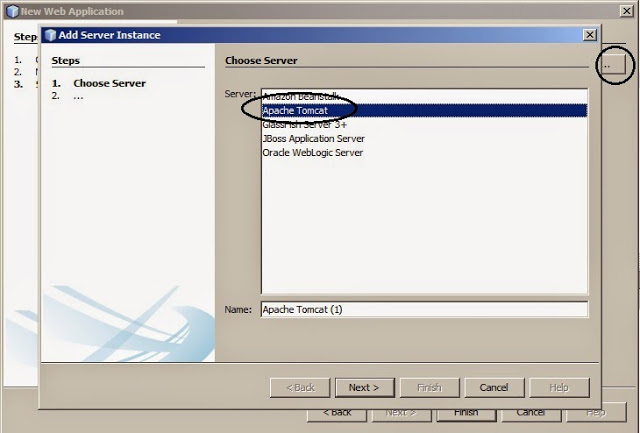 New Web Application
Add Server Instance
Steps
1. Choose Server
2. ...
Choose Server
Server:
Amazon Beanstalk
Apache Tomcat
GlassFish Server 3+
JBoss Application Server
Oracle WebLogic Server
Name: Apache Tomcat (1)
< Back Next > Finish Cancel Help
Step
1.
2.
3.
..
< Back Next > Finish Cancel Help